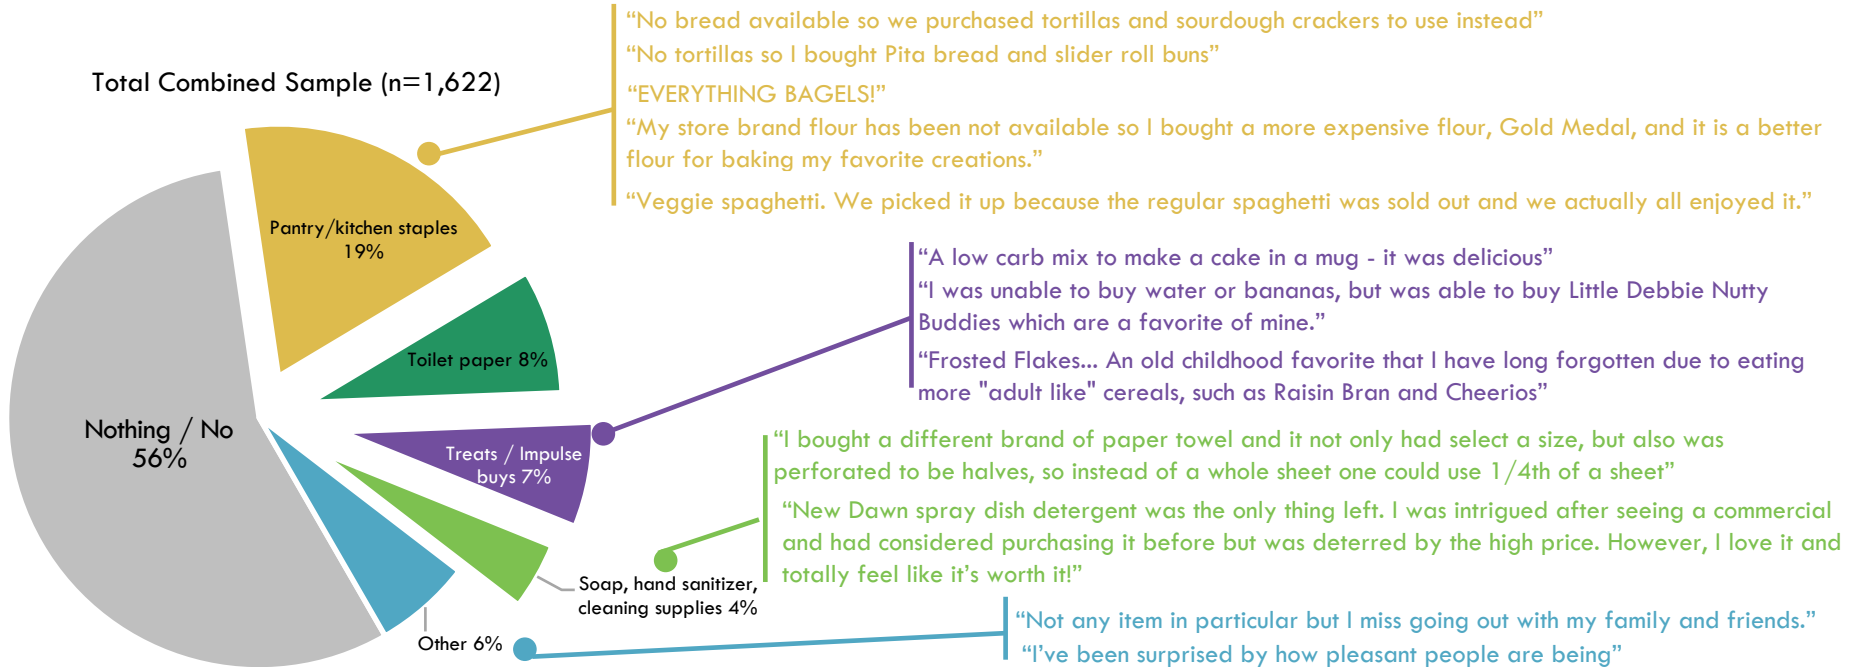 Total Combined Sample (n=1,622)
Pantry/kitchen staples
19%
Toilet paper 8%
Treats / Impulse
buys 7%
Soap, hand sanitizer,
cleaning supplies 4%
Other 6%
Nothing / No
56%
“No bread available so we purchased tortillas and sourdough crackers to use instead”
“No tortillas so I bought Pita bread and slider roll buns”
“EVERYTHING BAGELS!”
“My store brand flour has been not available so I bought a more expensive flour, Gold Medal, and it is a better
flour for baking my favorite creations.”
“Veggie spaghetti. We picked it up because the regular spaghetti was sold out and we actually all enjoyed it.”
“A low carb mix to make a cake in a mug - it was delicious”
“I was unable to buy water or bananas, but was able to buy Little Debbie Nutty
Buddies which are a favorite of mine.”
“Frosted Flakes... An old childhood favorite that I have long forgotten due to eating
more "adult like" cereals, such as Raisin Bran and Cheerios”
“I bought a different brand of paper towel and it not only had select a size, but also was
perforated to be halves, so instead of a whole sheet one could use 1/4th of a sheet”
“New Dawn spray dish detergent was the only thing left. I was intrigued after seeing a commercial
and had considered purchasing it before but was deterred by the high price. However, I love it and
totally feel like it’s worth it!”
“Not any item in particular but I miss going out with my family and friends.”
“I’ve been surprised by how pleasant people are being”